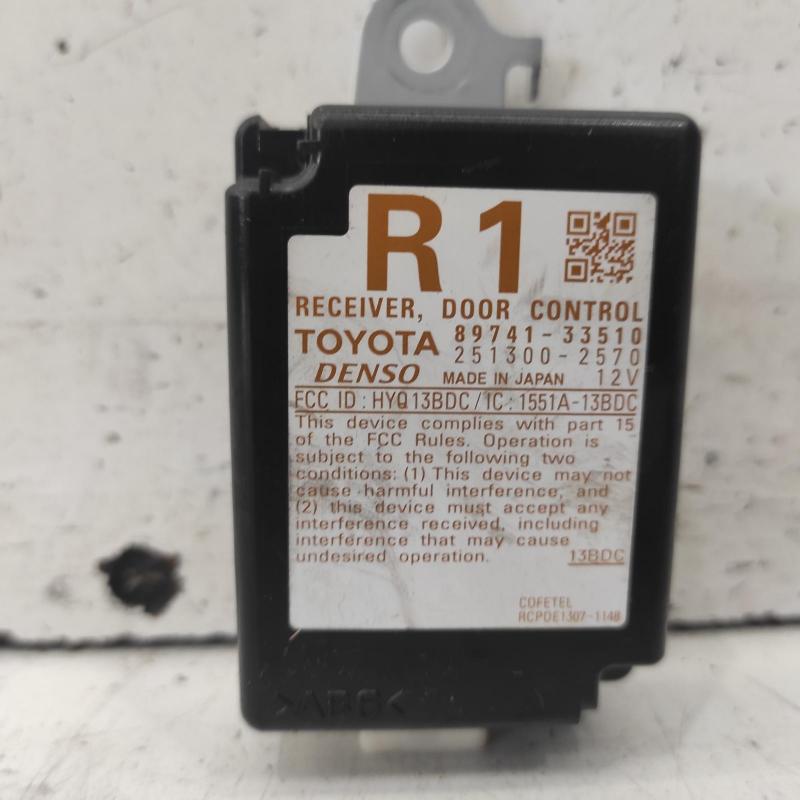 R1
RECEIVER, DOOR CONTROL
TOYOTA 89741-33510
251300-2570
DENSO MADE IN JAPAN 12V
FCC ID : HYQ13BDC / IC : 1551A-13BDC
This device complies with part 15
of the FCC Rules. Operation is
subject to the following two
conditions: (1) This device may not
cause harmful interference, and
(2) this device must accept any
interference received, including
interference that may cause
undesired operation. 13BDC
COFETEL
RCPDE1307-1148
>ABS<